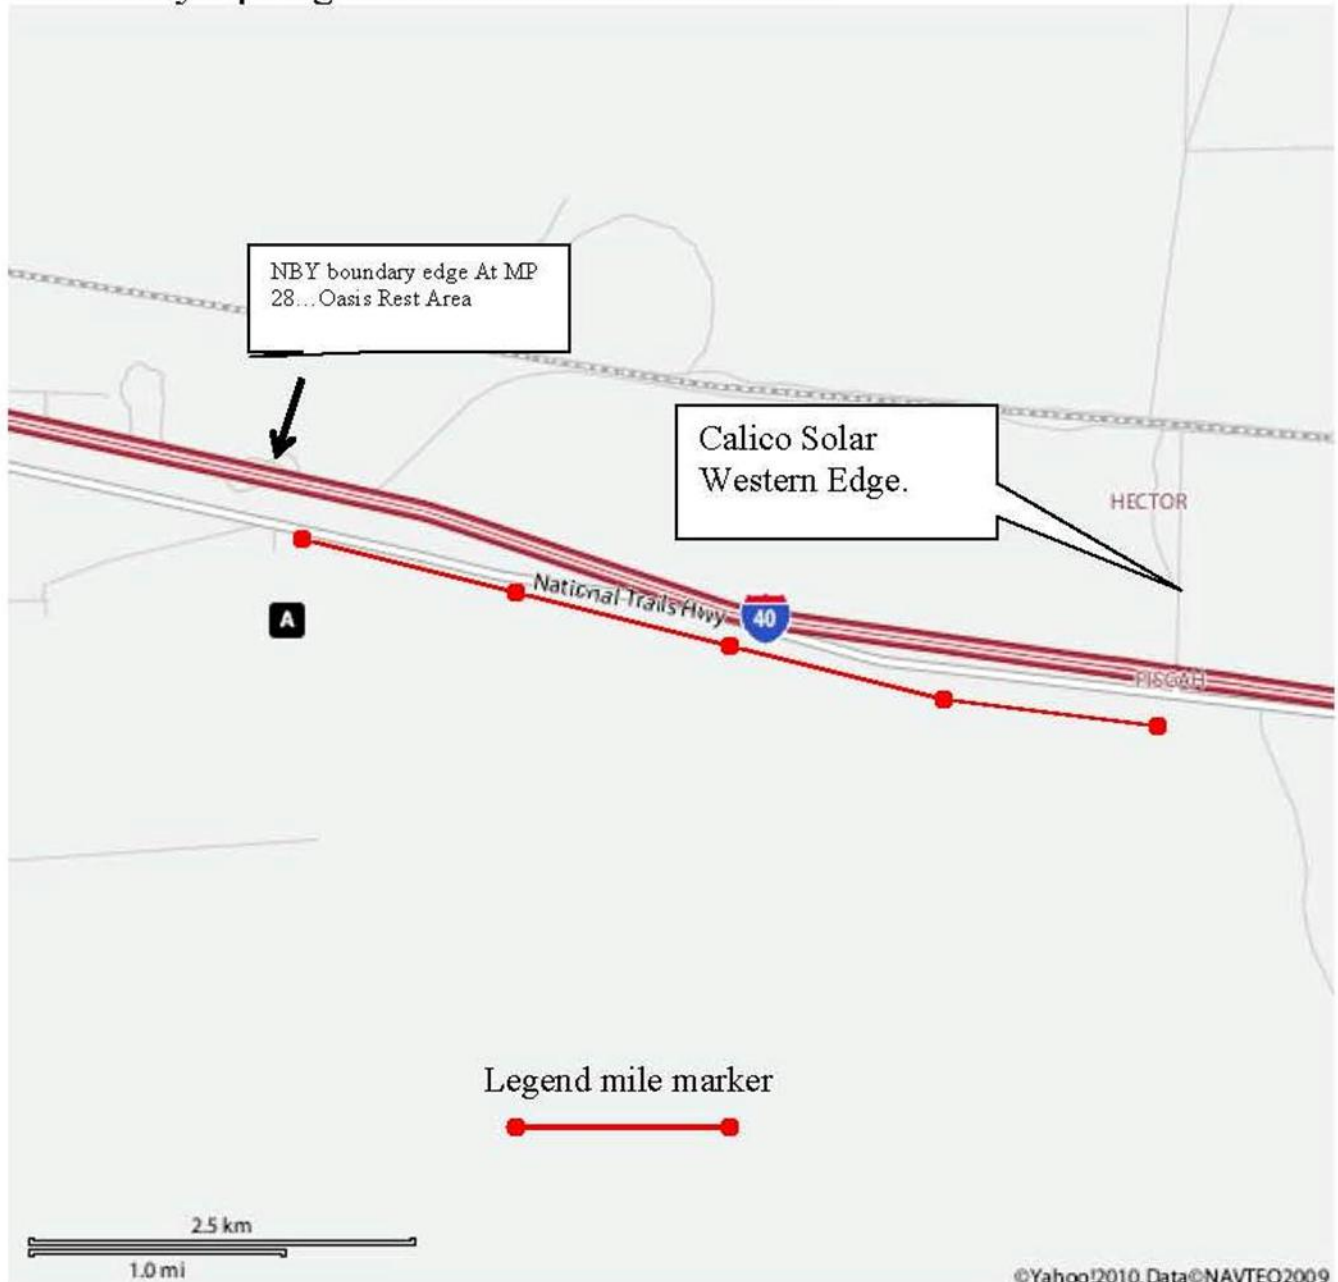 NBY boundary edge At MP
28...Oasis Rest Area
Calico Solar
Western Edge.
HECTOR
National Trails Hwy
40
A
PISGAH
Legend mile marker
2.5 km
1.0 mi
©Yahoo!2010, Data©NAVTEQ2009